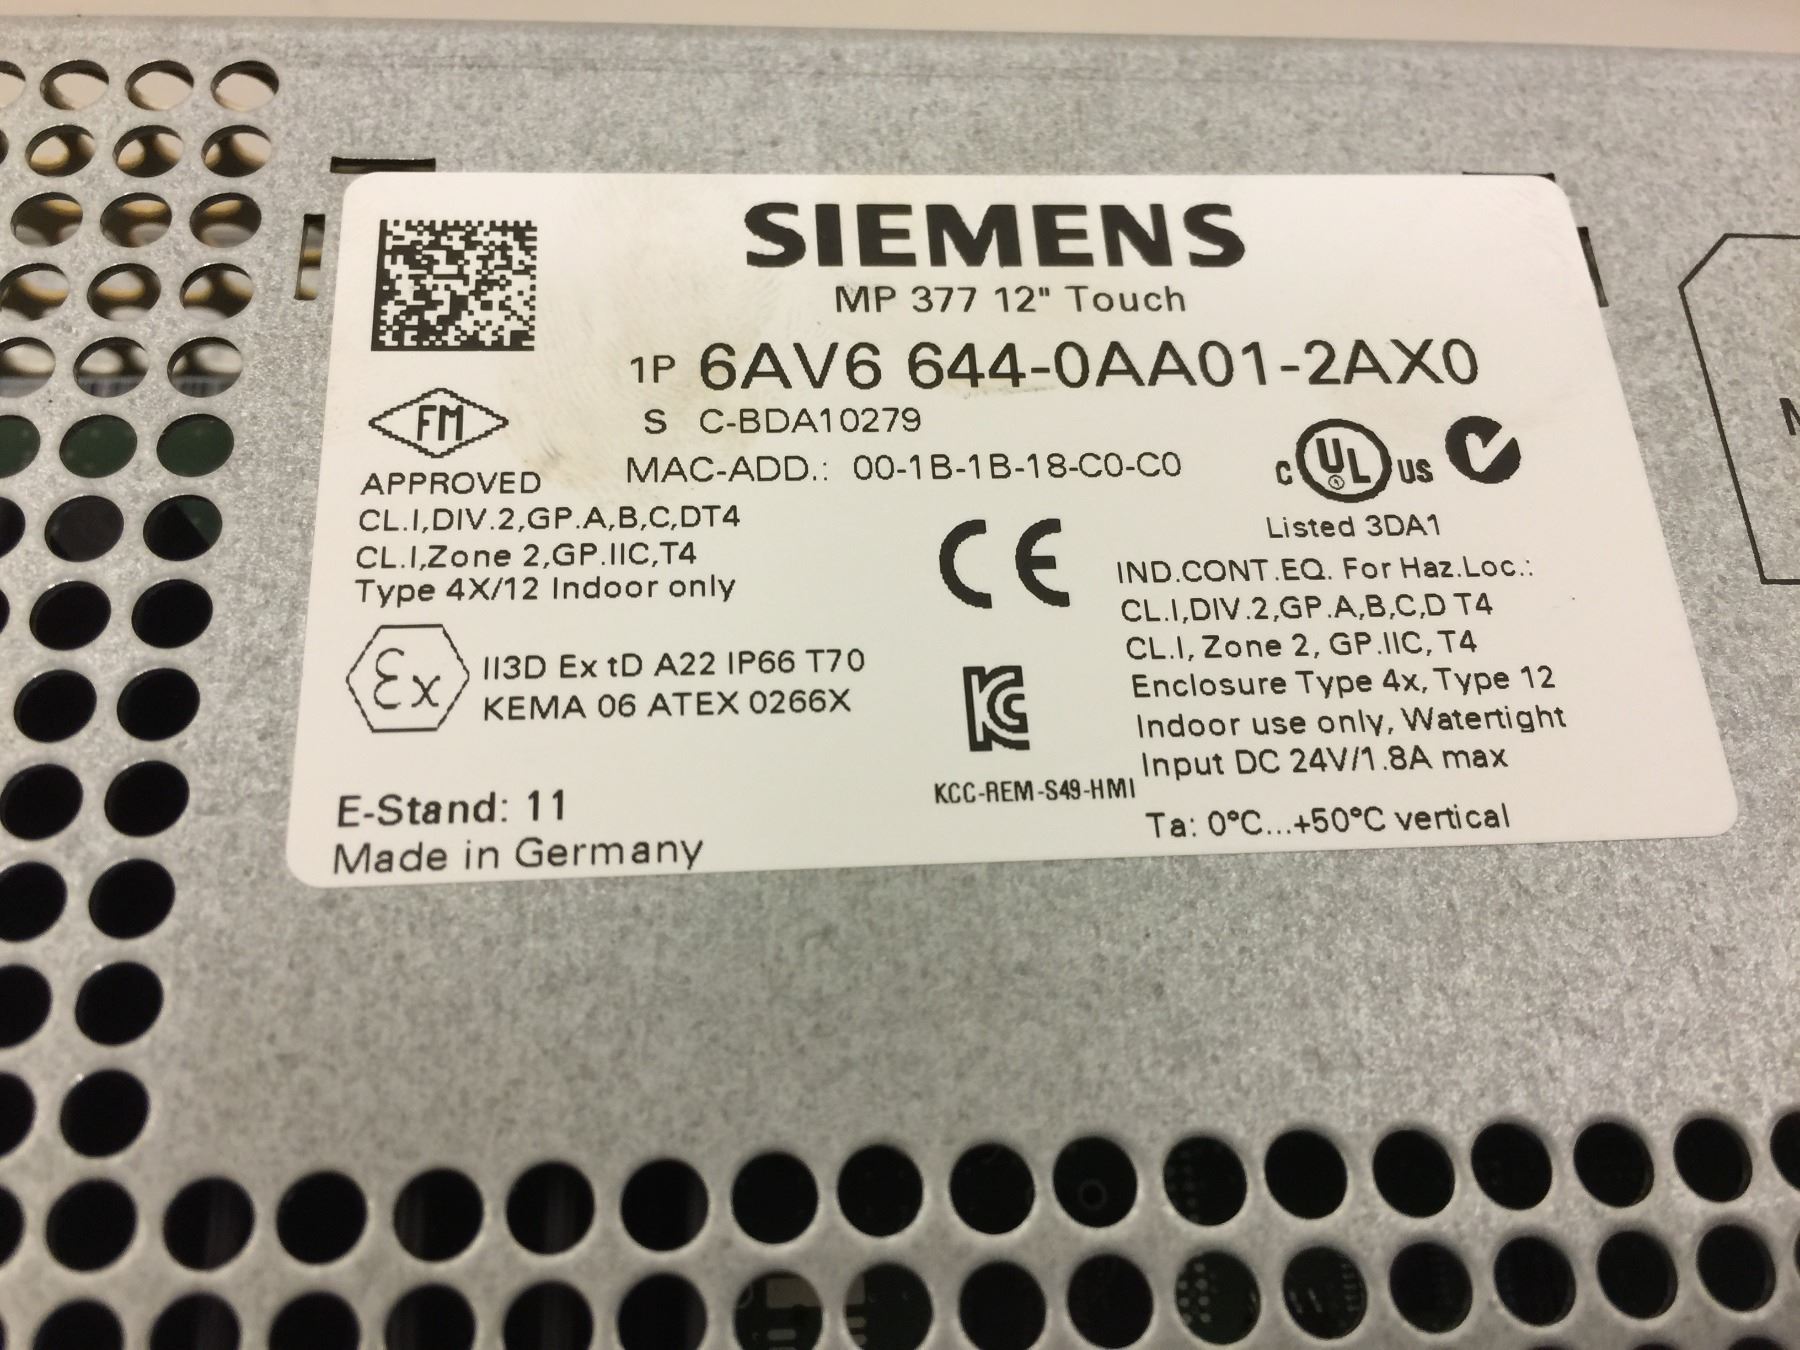 SIEMENS
MP 377 12" Touch
1P 6AV6 644-0AA01-2AX0
S C-BDA10279
MAC-ADD.: 00-1B-1B-18-C0-C0
FM
APPROVED
CL.I,DIV.2,GP.A,B,C,DT4
CL.I,Zone 2,GP.IIC,T4
Type 4X/12 Indoor only
Ex
II3D Ex tD A22 IP66 T70
KEMA 06 ATEX 0266X
E-Stand: 11
Made in Germany
CE
KC
KCC-REM-S49-HMI
C UL US
Listed 3DA1
IND.CONT.EQ. For Haz.Loc.:
CL.I,DIV.2,GP.A,B,C,D T4
CL.I, Zone 2, GP.IIC, T4
Enclosure Type 4x, Type 12
Indoor use only, Watertight
Input DC 24V/1.8A max
Ta: 0°C...+50°C vertical